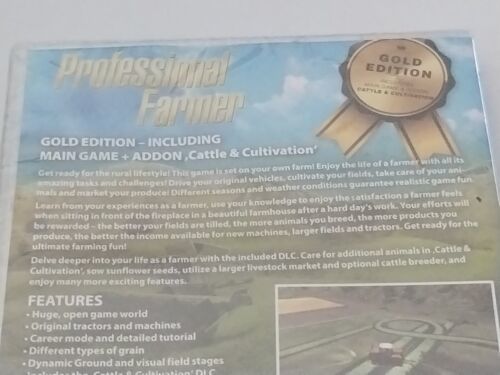 Professional
Farmer
GOLD
EDITION
INCLUDING
MAIN GAME + ADDON
CATTLE & CULTIVATION
GOLD EDITION – INCLUDING
MAIN GAME + ADDON ‚Cattle & Cultivation'
Get ready for the rural lifestyle! This game is set on your own farm! Enjoy the life of a farmer with all its
amazing tasks and challenges! Drive your original vehicles, cultivate your fields, take care of your ani-
mals and market your produce! Different seasons and weather conditions guarantee realistic game fun.
Learn from your experiences as a farmer, use your knowledge to enjoy the satisfaction a farmer feels
when sitting in front of the fireplace in a beautiful farmhouse after a hard day's work. Your efforts will
be rewarded – the better your fields are tilled, the more animals you breed, the more products you
produce, the better the income available for new machines, larger fields and tractors. Get ready for the
ultimate farming fun!
Delve deeper into your life as a farmer with the included DLC. Care for additional animals in ‚Cattle &
Cultivation', sow sunflower seeds, utilize a larger livestock market and optional cattle breeder, and
enjoy many more exciting features.
FEATURES
• Huge, open game world
• Original tractors and machines
• Career mode and detailed tutorial
• Different types of grain
• Dynamic Ground and visual field stages
• Includes the ‚Cattle & Cultivation' DLC